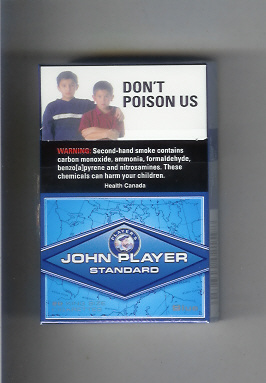 DON'T
POISON US
WARNING: Second-hand smoke contains
carbon monoxide, ammonia, formaldehyde,
benzo[a]pyrene and nitrosamines. These
chemicals can harm your children.
Health Canada
PLAYER'S
JOHN PLAYER
STANDARD